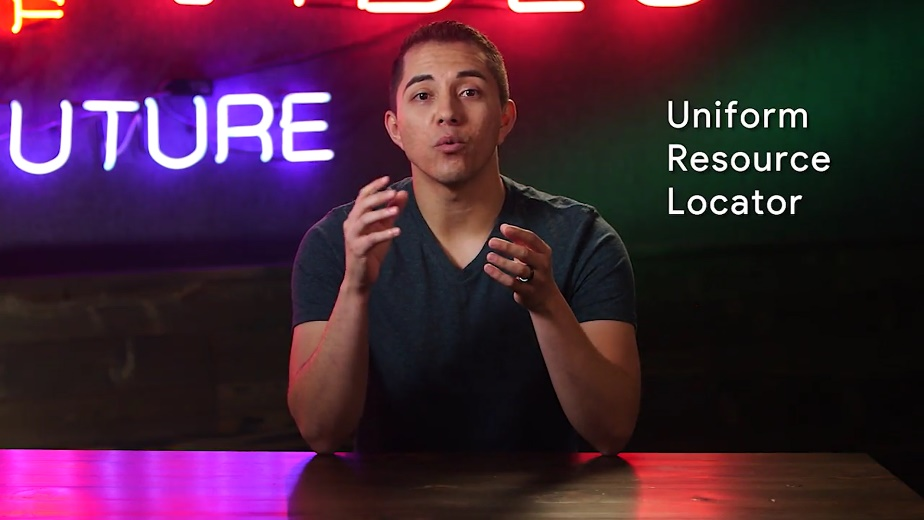 UTURE
Uniform
Resource
Locator